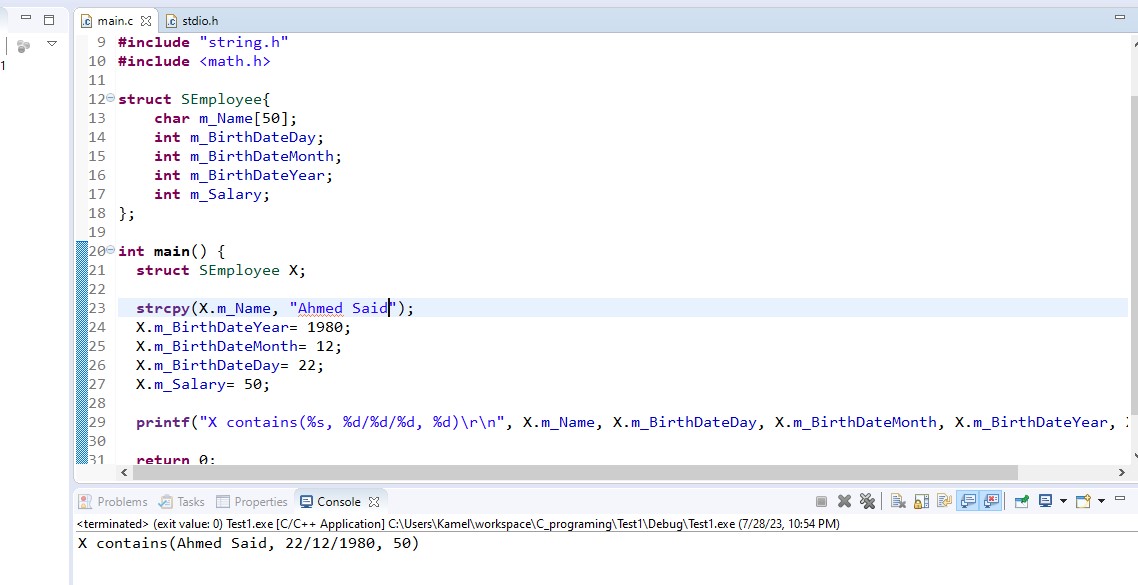 main.c stdio.h
1
9 #include "string.h"
10 #include <math.h>
11
12 struct SEmployee{
13 char m_Name[50];
14 int m_BirthDateDay;
15 int m_BirthDateMonth;
16 int m_BirthDateYear;
17 int m_Salary;
18 };
19
20 int main() {
21 struct SEmployee X;
22
23 strcpy(X.m_Name, "Ahmed Said");
24 X.m_BirthDateYear= 1980;
25 X.m_BirthDateMonth= 12;
26 X.m_BirthDateDay= 22;
27 X.m_Salary= 50;
28
29 printf("X contains(%s, %d/%d/%d, %d)\r\n", X.m_Name, X.m_BirthDateDay, X.m_BirthDateMonth, X.m_BirthDateYear,
30
31 return 0;
Problems Tasks Properties Console
<terminated> (exit value: 0) Test1.exe [C/C++ Application] C:\Users\Kamel\workspace\C_programing\Test1\Debug\Test1.exe (7/28/23, 10:54 PM)
X contains(Ahmed Said, 22/12/1980, 50)